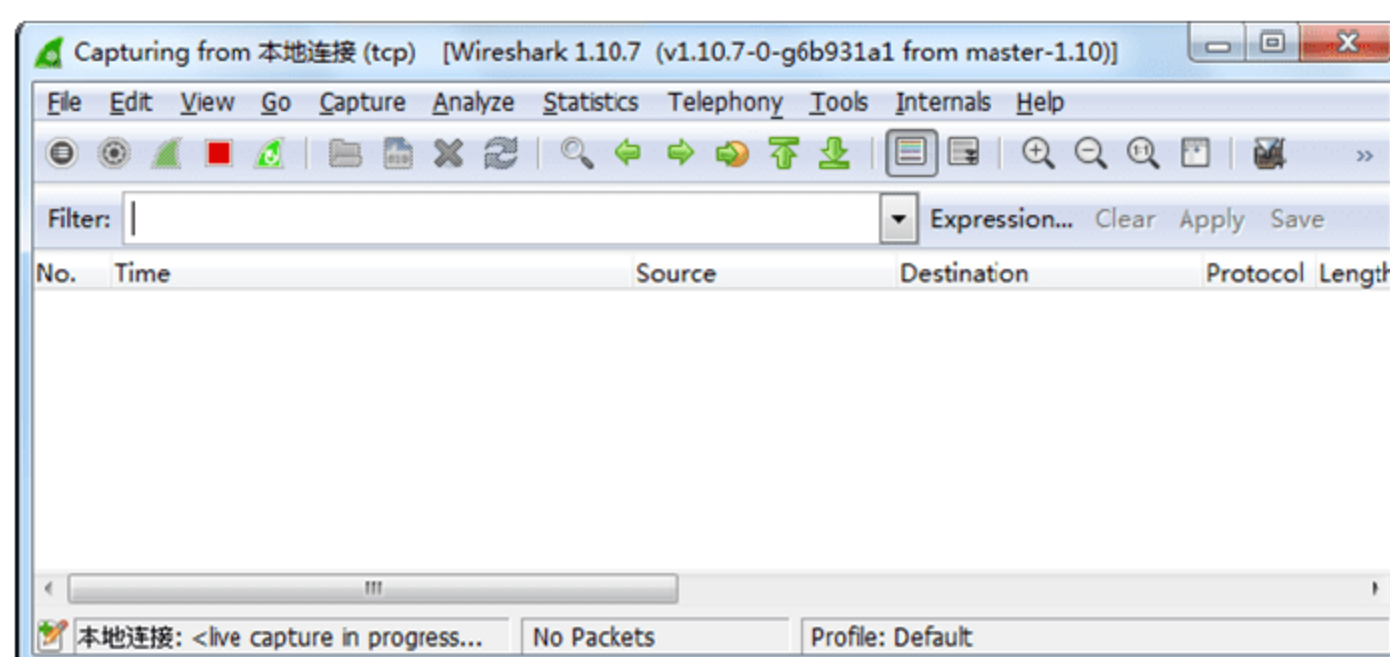 Capturing from 本地连接 (tcp) [Wireshark 1.10.7 (v1.10.7-0-g6b931a1 from master-1.10)]
File Edit View Go Capture Analyze Statistics Telephony Tools Internals Help
Filter: Expression... Clear Apply Save
No. Time Source Destination Protocol Length
本地连接: <live capture in progress... No Packets Profile: Default